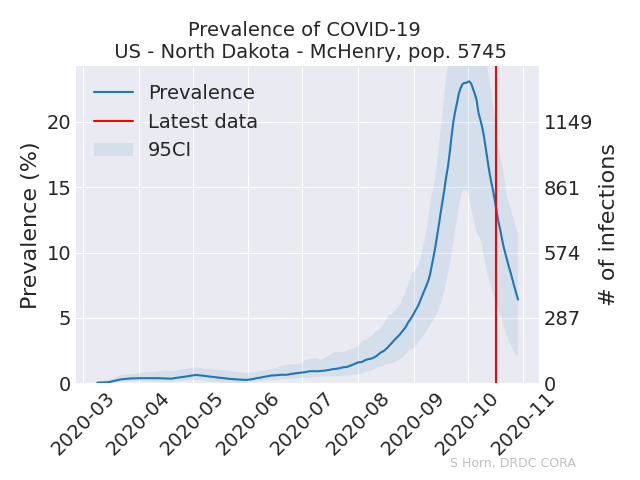 Prevalence of COVID-19
US - North Dakota - McHenry, pop. 5745
Prevalence
Latest data
95CI
Prevalence (%)
20
15
10
5
0
1149
861
574
287
0
# of infections
2020-03
2020-04
2020-05
2020-06
2020-07
2020-08
2020-09
2020-10
2020-11
S Horn, DRDC CORA